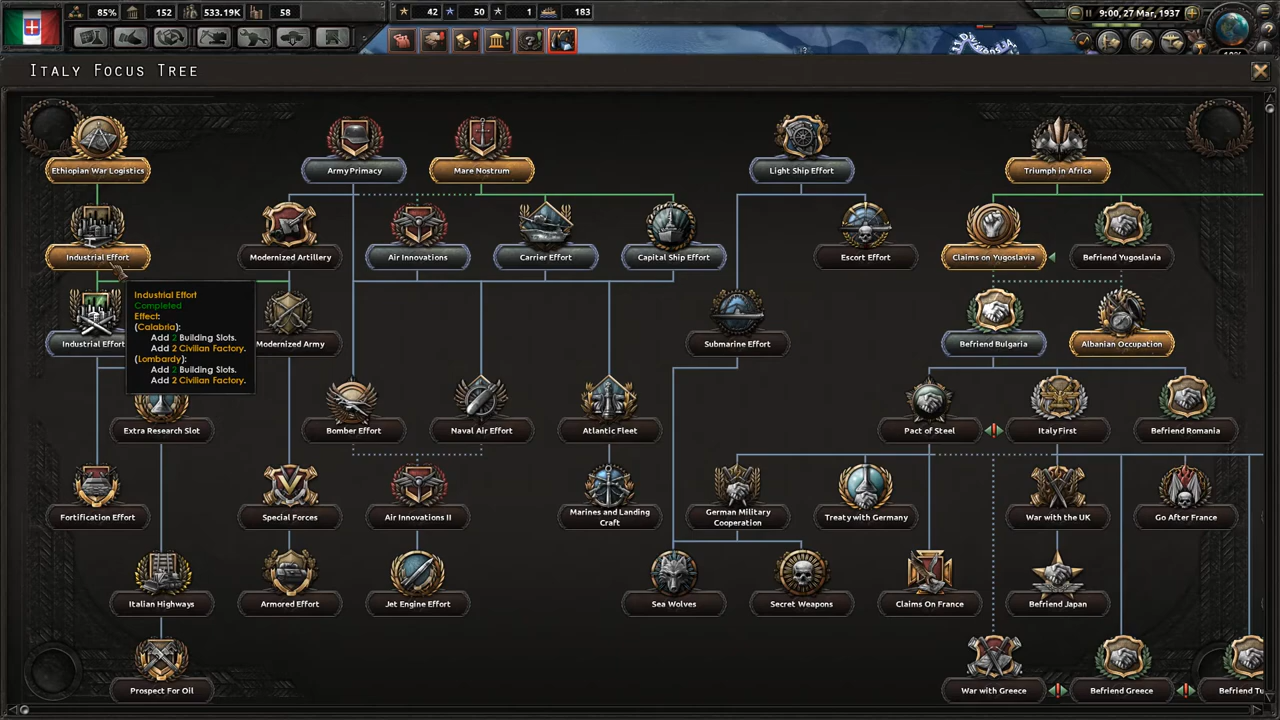 85% 152 533.19K 58 42 50 1 183 9:00, 27 Mar, 1937
ITALY FOCUS TREE
Ethiopian War Logistics Army Primacy Mare Nostrum Light Ship Effort Triumph in Africa
Industrial Effort Modernized Artillery Air Innovations Carrier Effort Capital Ship Effort Escort Effort Claims on Yugoslavia Befriend Yugoslavia
Industrial Effort Modernized Army Submarine Effort Befriend Bulgaria Albanian Occupation
Industrial Effort
Completed
Effect:
(Calabria):
Add 2 Building Slots.
Add 2 Civilian Factory.
(Lombardy):
Add 2 Building Slots.
Add 2 Civilian Factory.
Extra Research Slot Bomber Effort Naval Air Effort Atlantic Fleet Pact of Steel Italy First Befriend Romania
Fortification Effort Special Forces Air Innovations II Marines and Landing Craft German Military Cooperation Treaty with Germany War with the UK Go After France
Italian Highways Armored Effort Jet Engine Effort Sea Wolves Secret Weapons Claims On France Befriend Japan
Prospect For Oil War with Greece Befriend Greece Befriend Tu